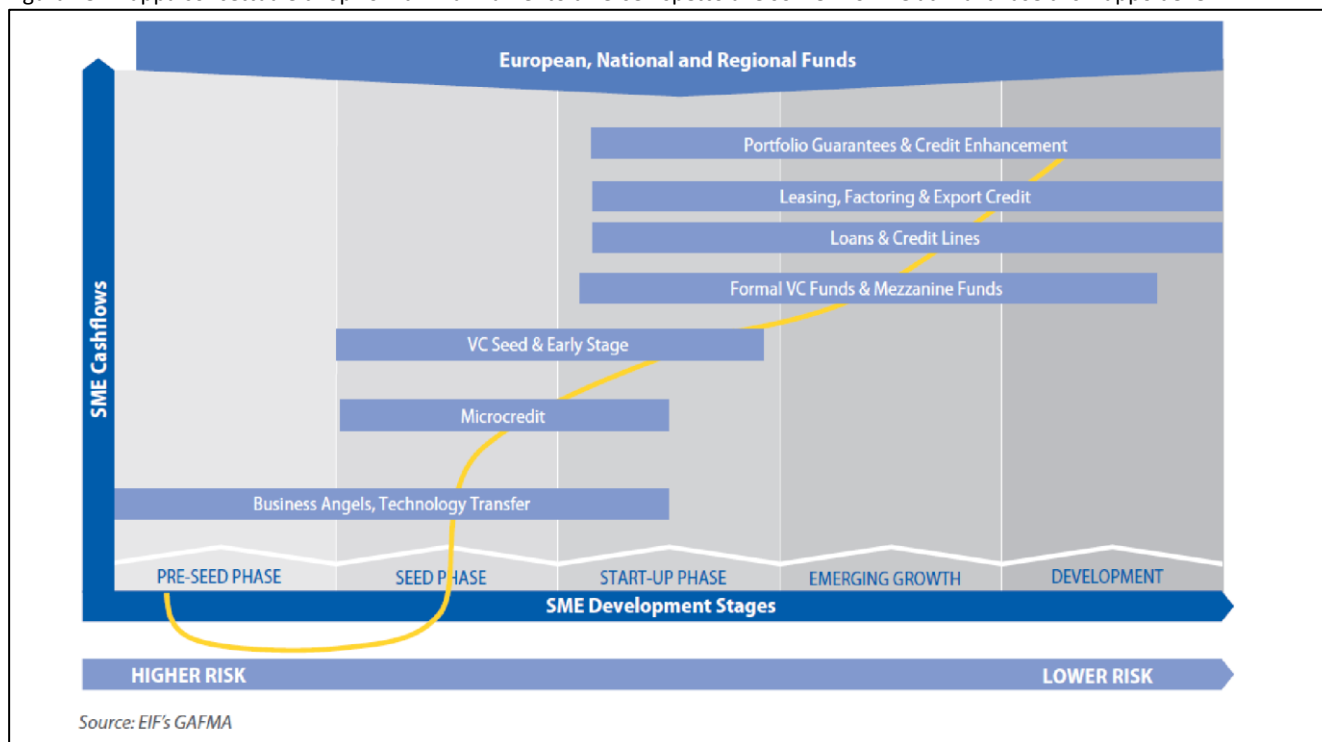 European, National and Regional Funds
Portfolio Guarantees & Credit Enhancement
Leasing, Factoring & Export Credit
Loans & Credit Lines
Formal VC Funds & Mezzanine Funds
VC Seed & Early Stage
Microcredit
Business Angels, Technology Transfer
SME Cashflows
PRE-SEED PHASE
SEED PHASE
START-UP PHASE
EMERGING GROWTH
DEVELOPMENT
SME Development Stages
HIGHER RISK
LOWER RISK
Source: EIF's GAFMA